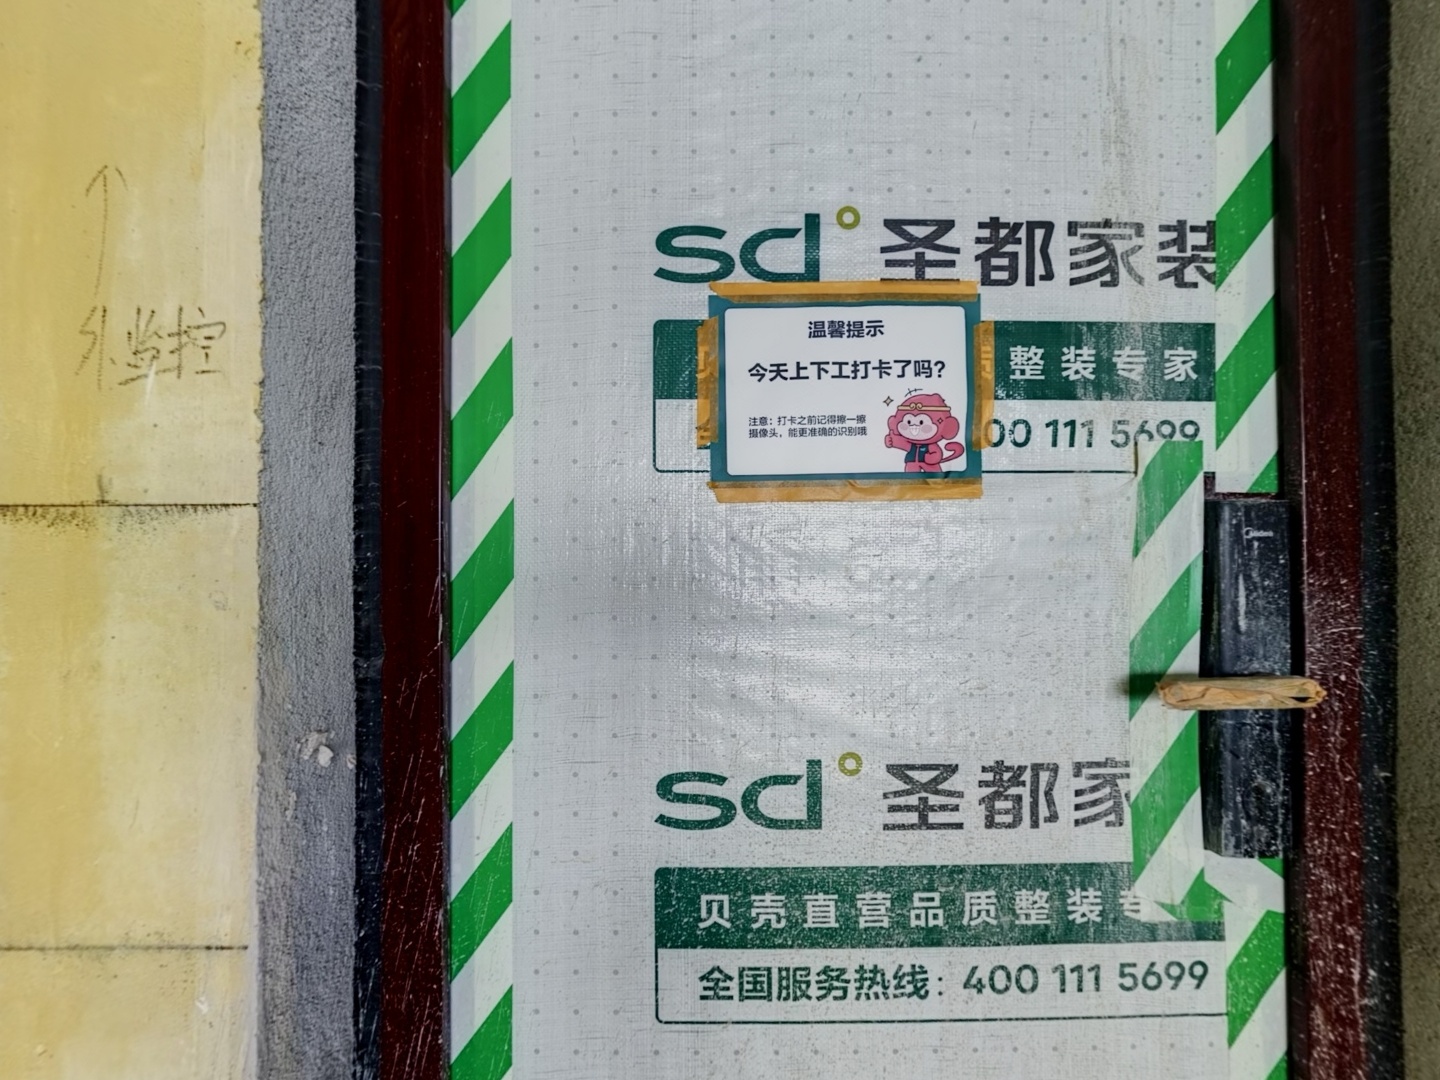 sd 圣都家装
温馨提示
今天上下工打卡了吗？
注意：打卡之前记得擦一擦
摄像头，能更准确的识别哦
整装专家
00 111 5699
监控
Midea
sd 圣都家
贝壳直营品质整装专
全国服务热线：400 111 5699